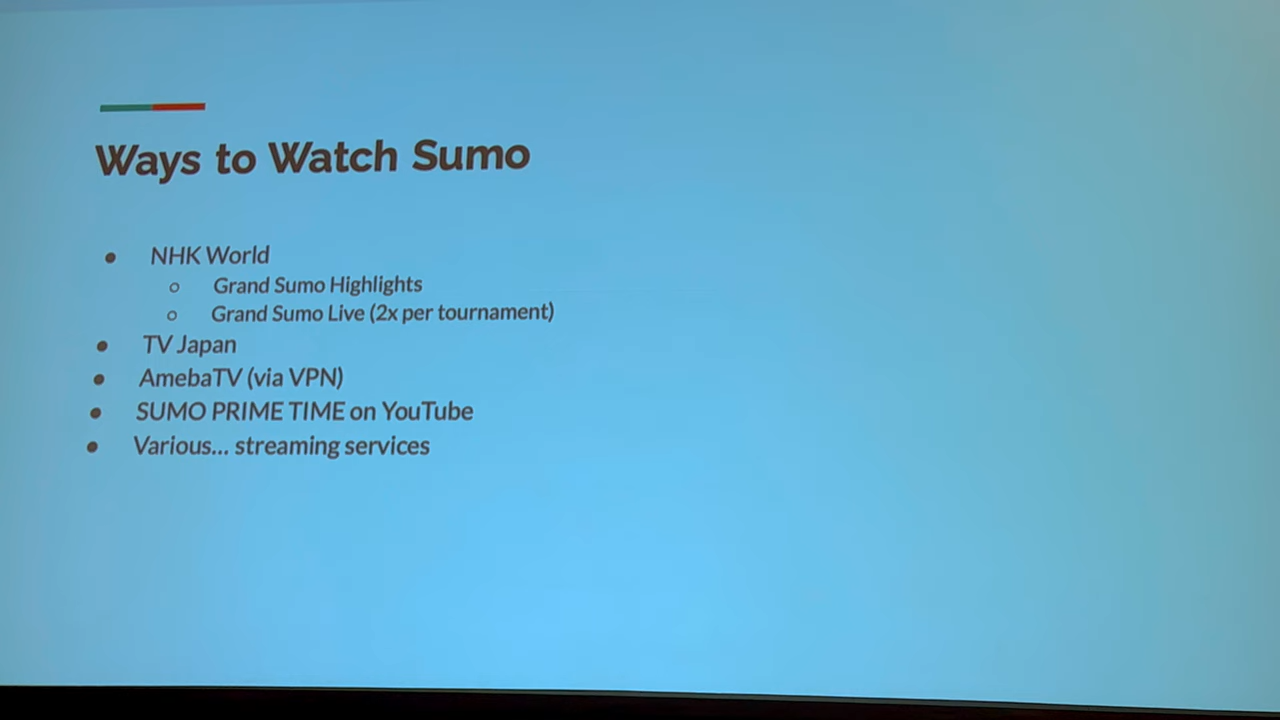 Ways to Watch Sumo
● NHK World
○ Grand Sumo Highlights
○ Grand Sumo Live (2x per tournament)
● TV Japan
● AmebaTV (via VPN)
● SUMO PRIME TIME on YouTube
● Various... streaming services